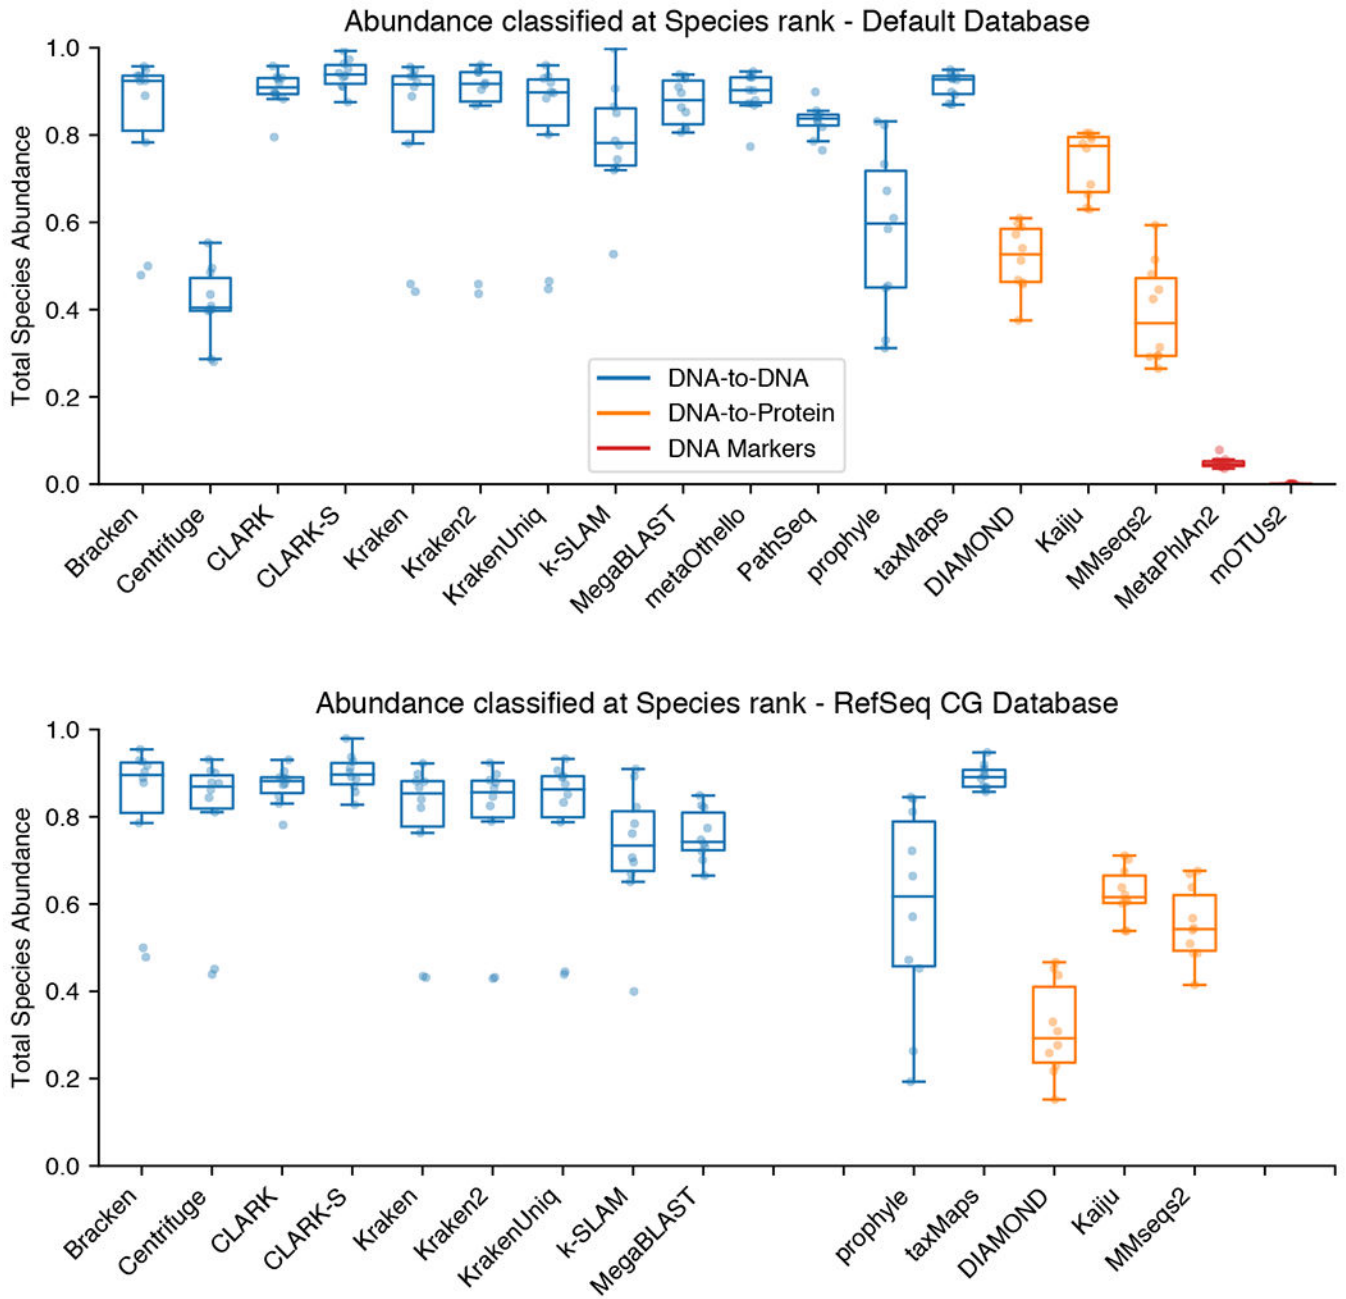 Abundance classified at Species rank - Default Database
Total Species Abundance
1.0
0.8
0.6
0.4
0.2
0.0
DNA-to-DNA
DNA-to-Protein
DNA Markers
Bracken
Centrifuge
CLARK
CLARK-S
Kraken
Kraken2
KrakenUniq
k-SLAM
MegaBLAST
metaOthello
PathSeq
prophyle
taxMaps
DIAMOND
Kaiju
MMseqs2
MetaPhlAn2
mOTUs2
Abundance classified at Species rank - RefSeq CG Database
Total Species Abundance
1.0
0.8
0.6
0.4
0.2
0.0
Bracken
Centrifuge
CLARK
CLARK-S
Kraken
Kraken2
KrakenUniq
k-SLAM
MegaBLAST
prophyle
taxMaps
DIAMOND
Kaiju
MMseqs2